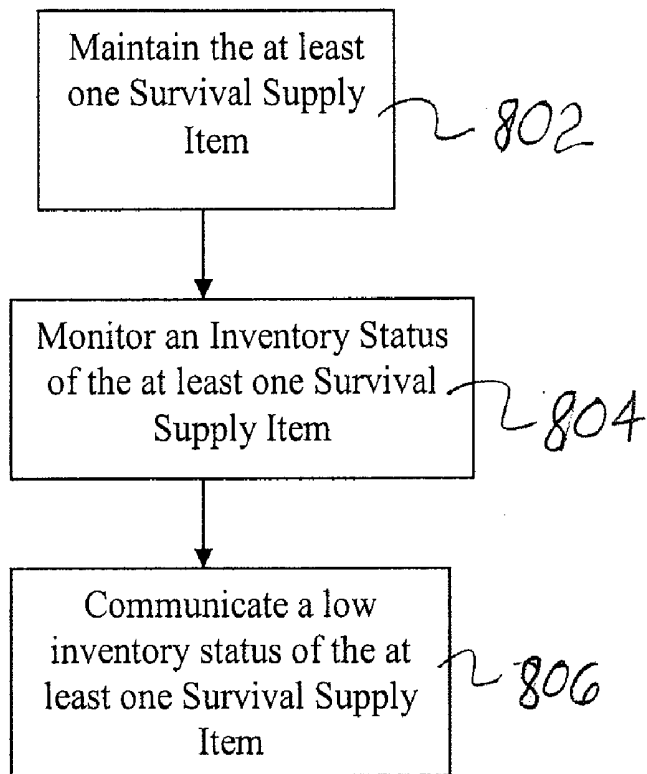 Maintain the at least
one Survival Supply
Item
802
Monitor an Inventory Status
of the at least one Survival
Supply Item
804
Communicate a low
inventory status of the at
least one Survival Supply
Item
806